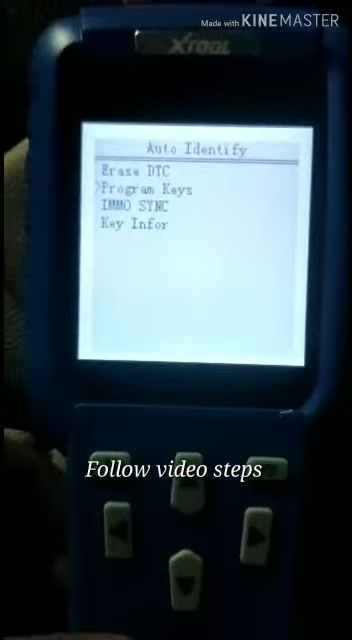 Made with KINEMASTER
XTOOL
Auto Identify
Erase DTC
>Program Keys
IMMO SYNC
Key Infor
Follow video steps